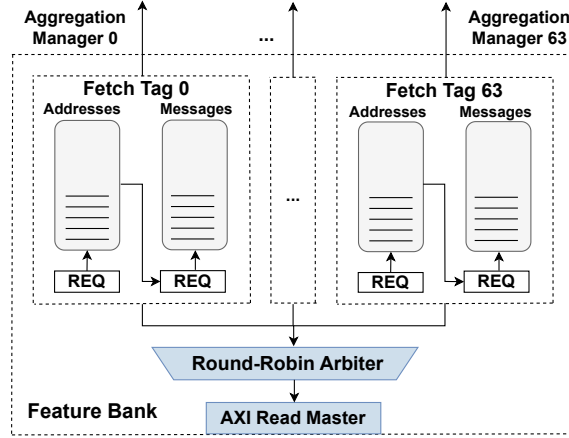 Aggregation
Manager 0
...
Aggregation
Manager 63
Fetch Tag 0
Addresses
Messages
REQ
REQ
...
Fetch Tag 63
Addresses
Messages
REQ
REQ
Round-Robin Arbiter
Feature Bank
AXI Read Master